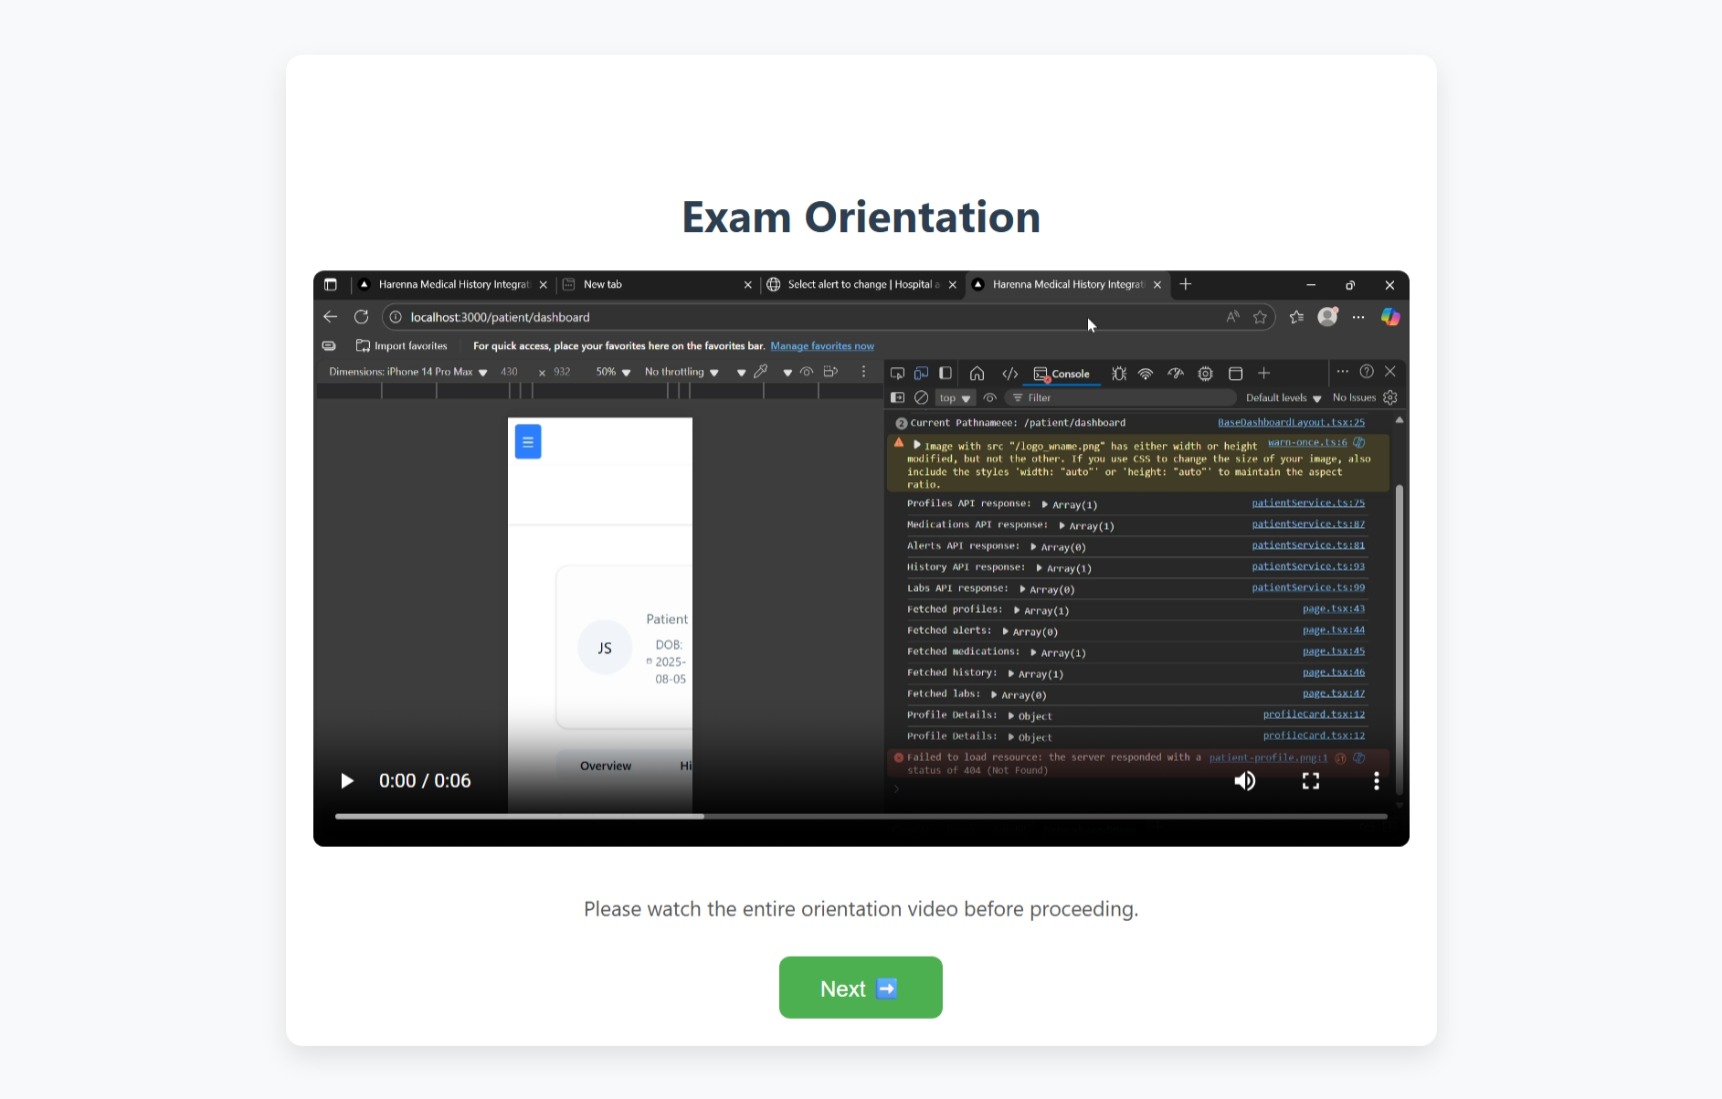 Exam Orientation
Harenna Medical History Integrat
New tab
Select alert to change | Hospital a
Harenna Medical History Integrat
localhost:3000/patient/dashboard
Import favorites
For quick access, place your favorites here on the favorites bar. Manage favorites now
Dimensions: iPhone 14 Pro Max 430 × 932 50% No throttling
Console
top Filter Default levels No Issues
2 Current Pathnameee: /patient/dashboard BaseDashboardLayout.tsx:25
Image with src "/logo_wname.png" has either width or height warn-once.ts:6
modified, but not the other. If you use CSS to change the size of your image, also
include the styles 'width: "auto"' or 'height: "auto"' to maintain the aspect
ratio.
Profiles API response: Array(1) patientService.ts:75
Medications API response: Array(1) patientService.ts:87
Alerts API response: Array(0) patientService.ts:81
History API response: Array(1) patientService.ts:93
Labs API response: Array(0) patientService.ts:99
Fetched profiles: Array(1) page.tsx:43
Fetched alerts: Array(0) page.tsx:44
Fetched medications: Array(1) page.tsx:45
Fetched history: Array(1) page.tsx:46
Fetched labs: Array(0) page.tsx:47
Profile Details: Object profileCard.tsx:12
Profile Details: Object profileCard.tsx:12
Failed to load resource: the server responded with a patient-profile.png:1
status of 404 (Not Found)
JS
Patient
DOB:
2025-
08-05
Overview Hi
0:00 / 0:06
Please watch the entire orientation video before proceeding.
Next